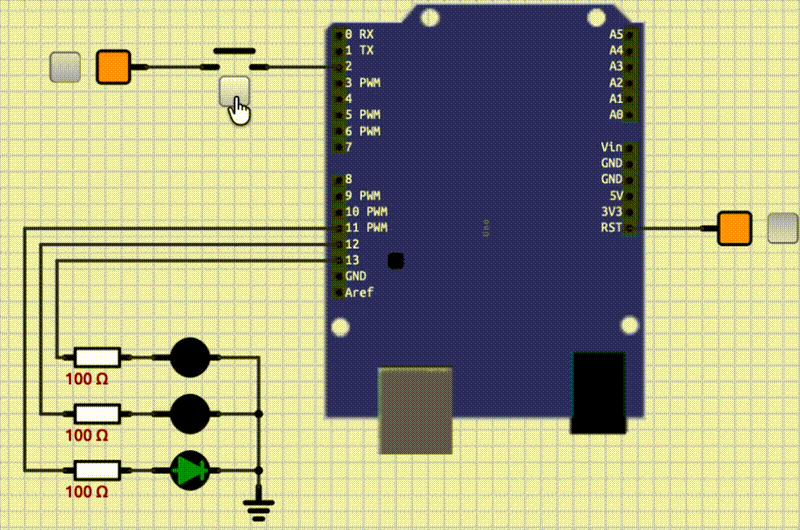 0 RX
1 TX
2
3 PWM
4
5 PWM
6 PWM
7
8
9 PWM
10 PWM
11 PWM
12
13
GND
Aref
A5
A4
A3
A2
A1
A0
Vin
GND
GND
5V
3V3
RST
Uno
100 Ω
100 Ω
100 Ω